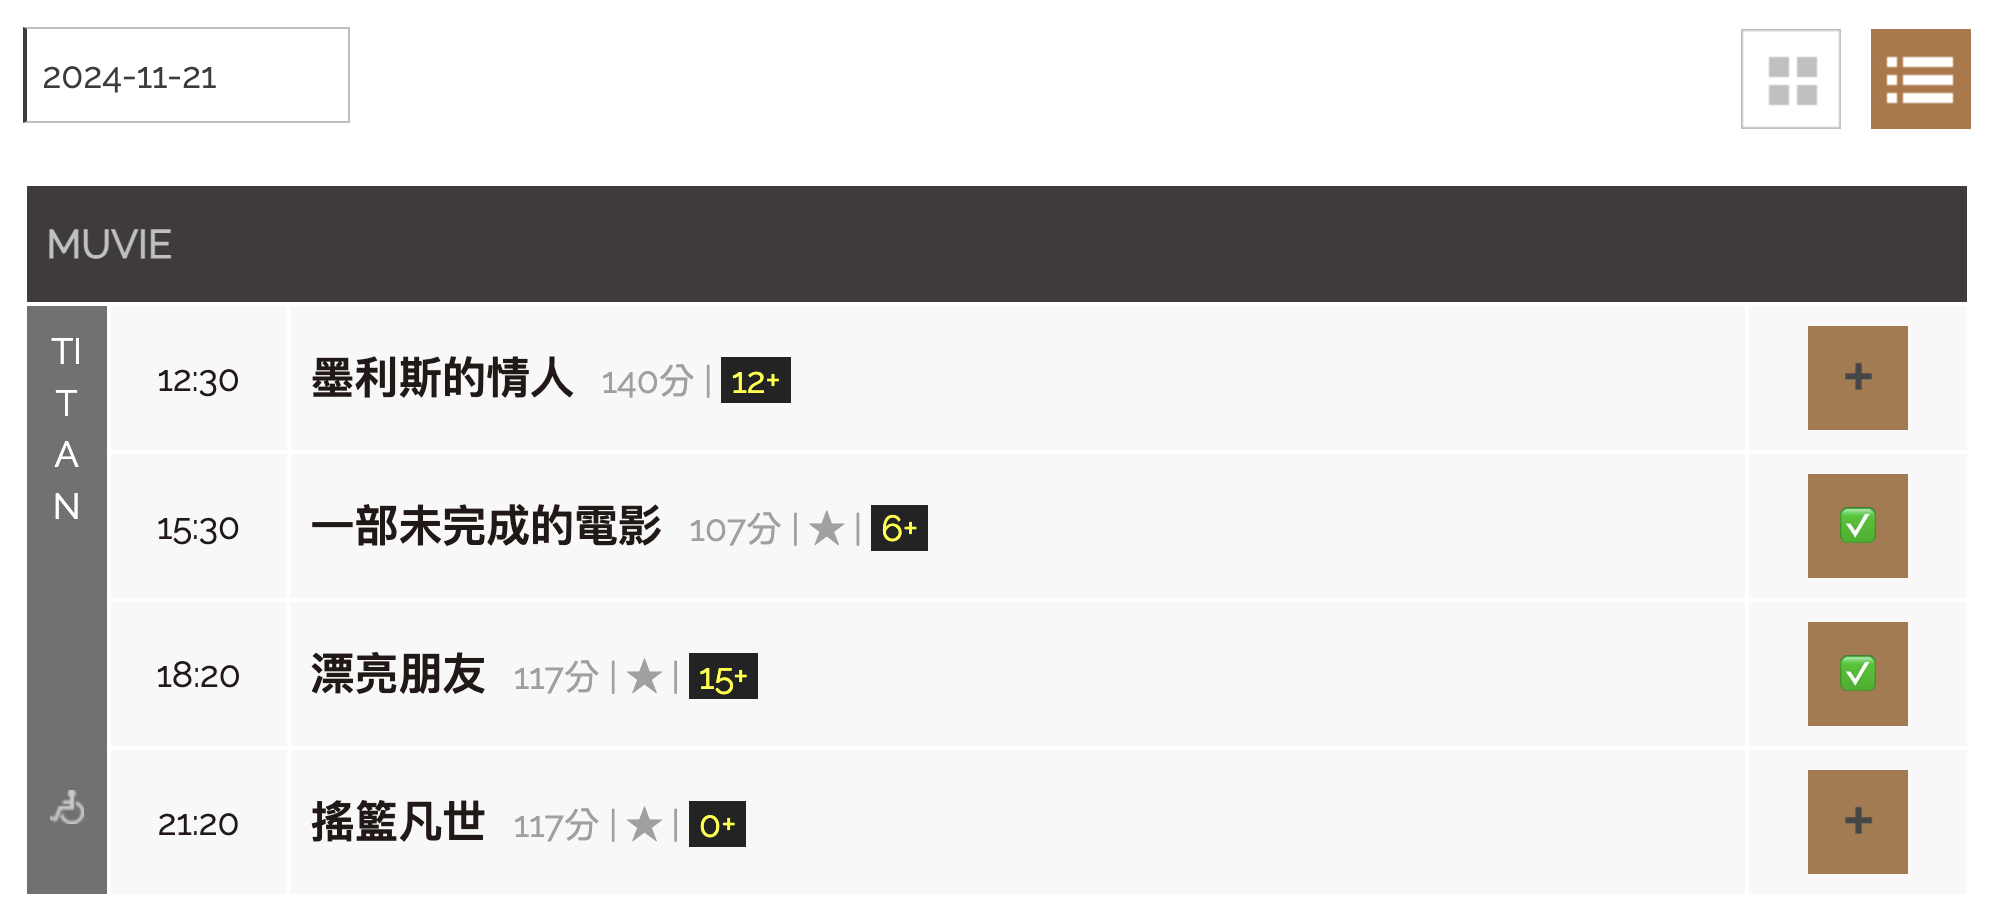 2024-11-21
MUVIE
TI
T
A
N
12:30 墨利斯的情人 140分 | 12+ +
15:30 一部未完成的電影 107分 | ★ | 6+ ✅
18:20 漂亮朋友 117分 | ★ | 15+ ✅
21:20 搖籃凡世 117分 | ★ | 0+ +